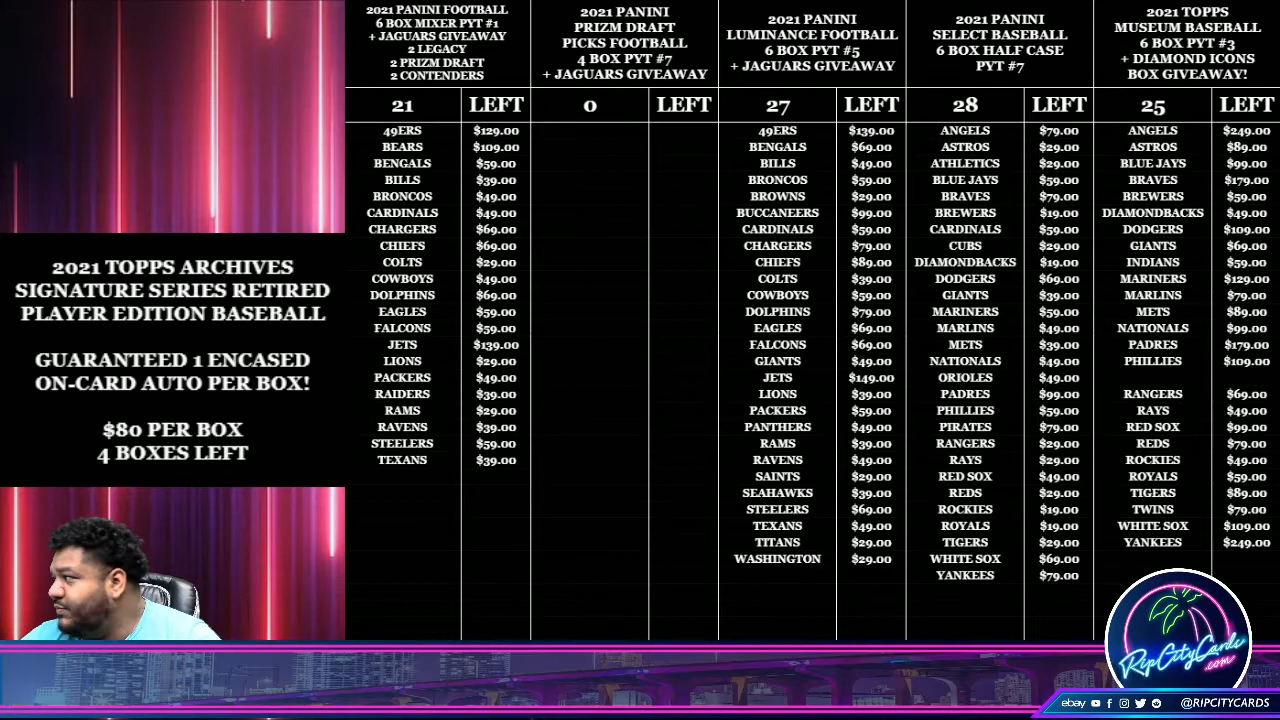 2021 PANINI FOOTBALL
6 BOX MIXER PYT #1
+ JAGUARS GIVEAWAY
2 LEGACY
2 PRIZM DRAFT
2 CONTENDERS
21 LEFT
49ERS $129.00
BEARS $109.00
BENGALS $59.00
BILLS $39.00
BRONCOS $49.00
CARDINALS $49.00
CHARGERS $69.00
CHIEFS $69.00
COLTS $29.00
COWBOYS $49.00
DOLPHINS $69.00
EAGLES $59.00
FALCONS $59.00
JETS $139.00
LIONS $29.00
PACKERS $49.00
RAIDERS $39.00
RAMS $29.00
RAVENS $39.00
STEELERS $59.00
TEXANS $39.00
2021 PANINI
PRIZM DRAFT
PICKS FOOTBALL
4 BOX PYT #7
+ JAGUARS GIVEAWAY
0 LEFT
2021 PANINI
LUMINANCE FOOTBALL
6 BOX PYT #5
+ JAGUARS GIVEAWAY
27 LEFT
49ERS $139.00
BENGALS $69.00
BILLS $49.00
BRONCOS $59.00
BROWNS $29.00
BUCCANEERS $99.00
CARDINALS $59.00
CHARGERS $79.00
CHIEFS $89.00
COLTS $39.00
COWBOYS $59.00
DOLPHINS $79.00
EAGLES $69.00
FALCONS $69.00
GIANTS $49.00
JETS $149.00
LIONS $39.00
PACKERS $59.00
PANTHERS $49.00
RAMS $39.00
RAVENS $49.00
SAINTS $29.00
SEAHAWKS $39.00
STEELERS $69.00
TEXANS $49.00
TITANS $29.00
WASHINGTON $29.00
2021 PANINI
SELECT BASEBALL
6 BOX HALF CASE
PYT #7
28 LEFT
ANGELS $79.00
ASTROS $29.00
ATHLETICS $29.00
BLUE JAYS $59.00
BRAVES $79.00
BREWERS $19.00
CARDINALS $59.00
CUBS $29.00
DIAMONDBACKS $19.00
DODGERS $69.00
GIANTS $39.00
MARINERS $59.00
MARLINS $49.00
METS $39.00
NATIONALS $49.00
ORIOLES $49.00
PADRES $99.00
PHILLIES $59.00
PIRATES $79.00
RANGERS $29.00
RAYS $29.00
RED SOX $49.00
REDS $29.00
ROCKIES $19.00
ROYALS $19.00
TIGERS $29.00
WHITE SOX $69.00
YANKEES $79.00
2021 TOPPS
MUSEUM BASEBALL
6 BOX PYT #3
+ DIAMOND ICONS
BOX GIVEAWAY!
25 LEFT
ANGELS $249.00
ASTROS $89.00
BLUE JAYS $99.00
BRAVES $179.00
BREWERS $59.00
DIAMONDBACKS $49.00
DODGERS $109.00
GIANTS $69.00
INDIANS $59.00
MARINERS $129.00
MARLINS $79.00
METS $89.00
NATIONALS $99.00
PADRES $179.00
PHILLIES $109.00
RANGERS $69.00
RAYS $49.00
RED SOX $99.00
REDS $79.00
ROCKIES $49.00
ROYALS $59.00
TIGERS $89.00
TWINS $79.00
WHITE SOX $109.00
YANKEES $249.00
2021 TOPPS ARCHIVES
SIGNATURE SERIES RETIRED
PLAYER EDITION BASEBALL
GUARANTEED 1 ENCASED
ON-CARD AUTO PER BOX!
$80 PER BOX
4 BOXES LEFT
RipCityCards
.com
ebay @RIPCITYCARDS